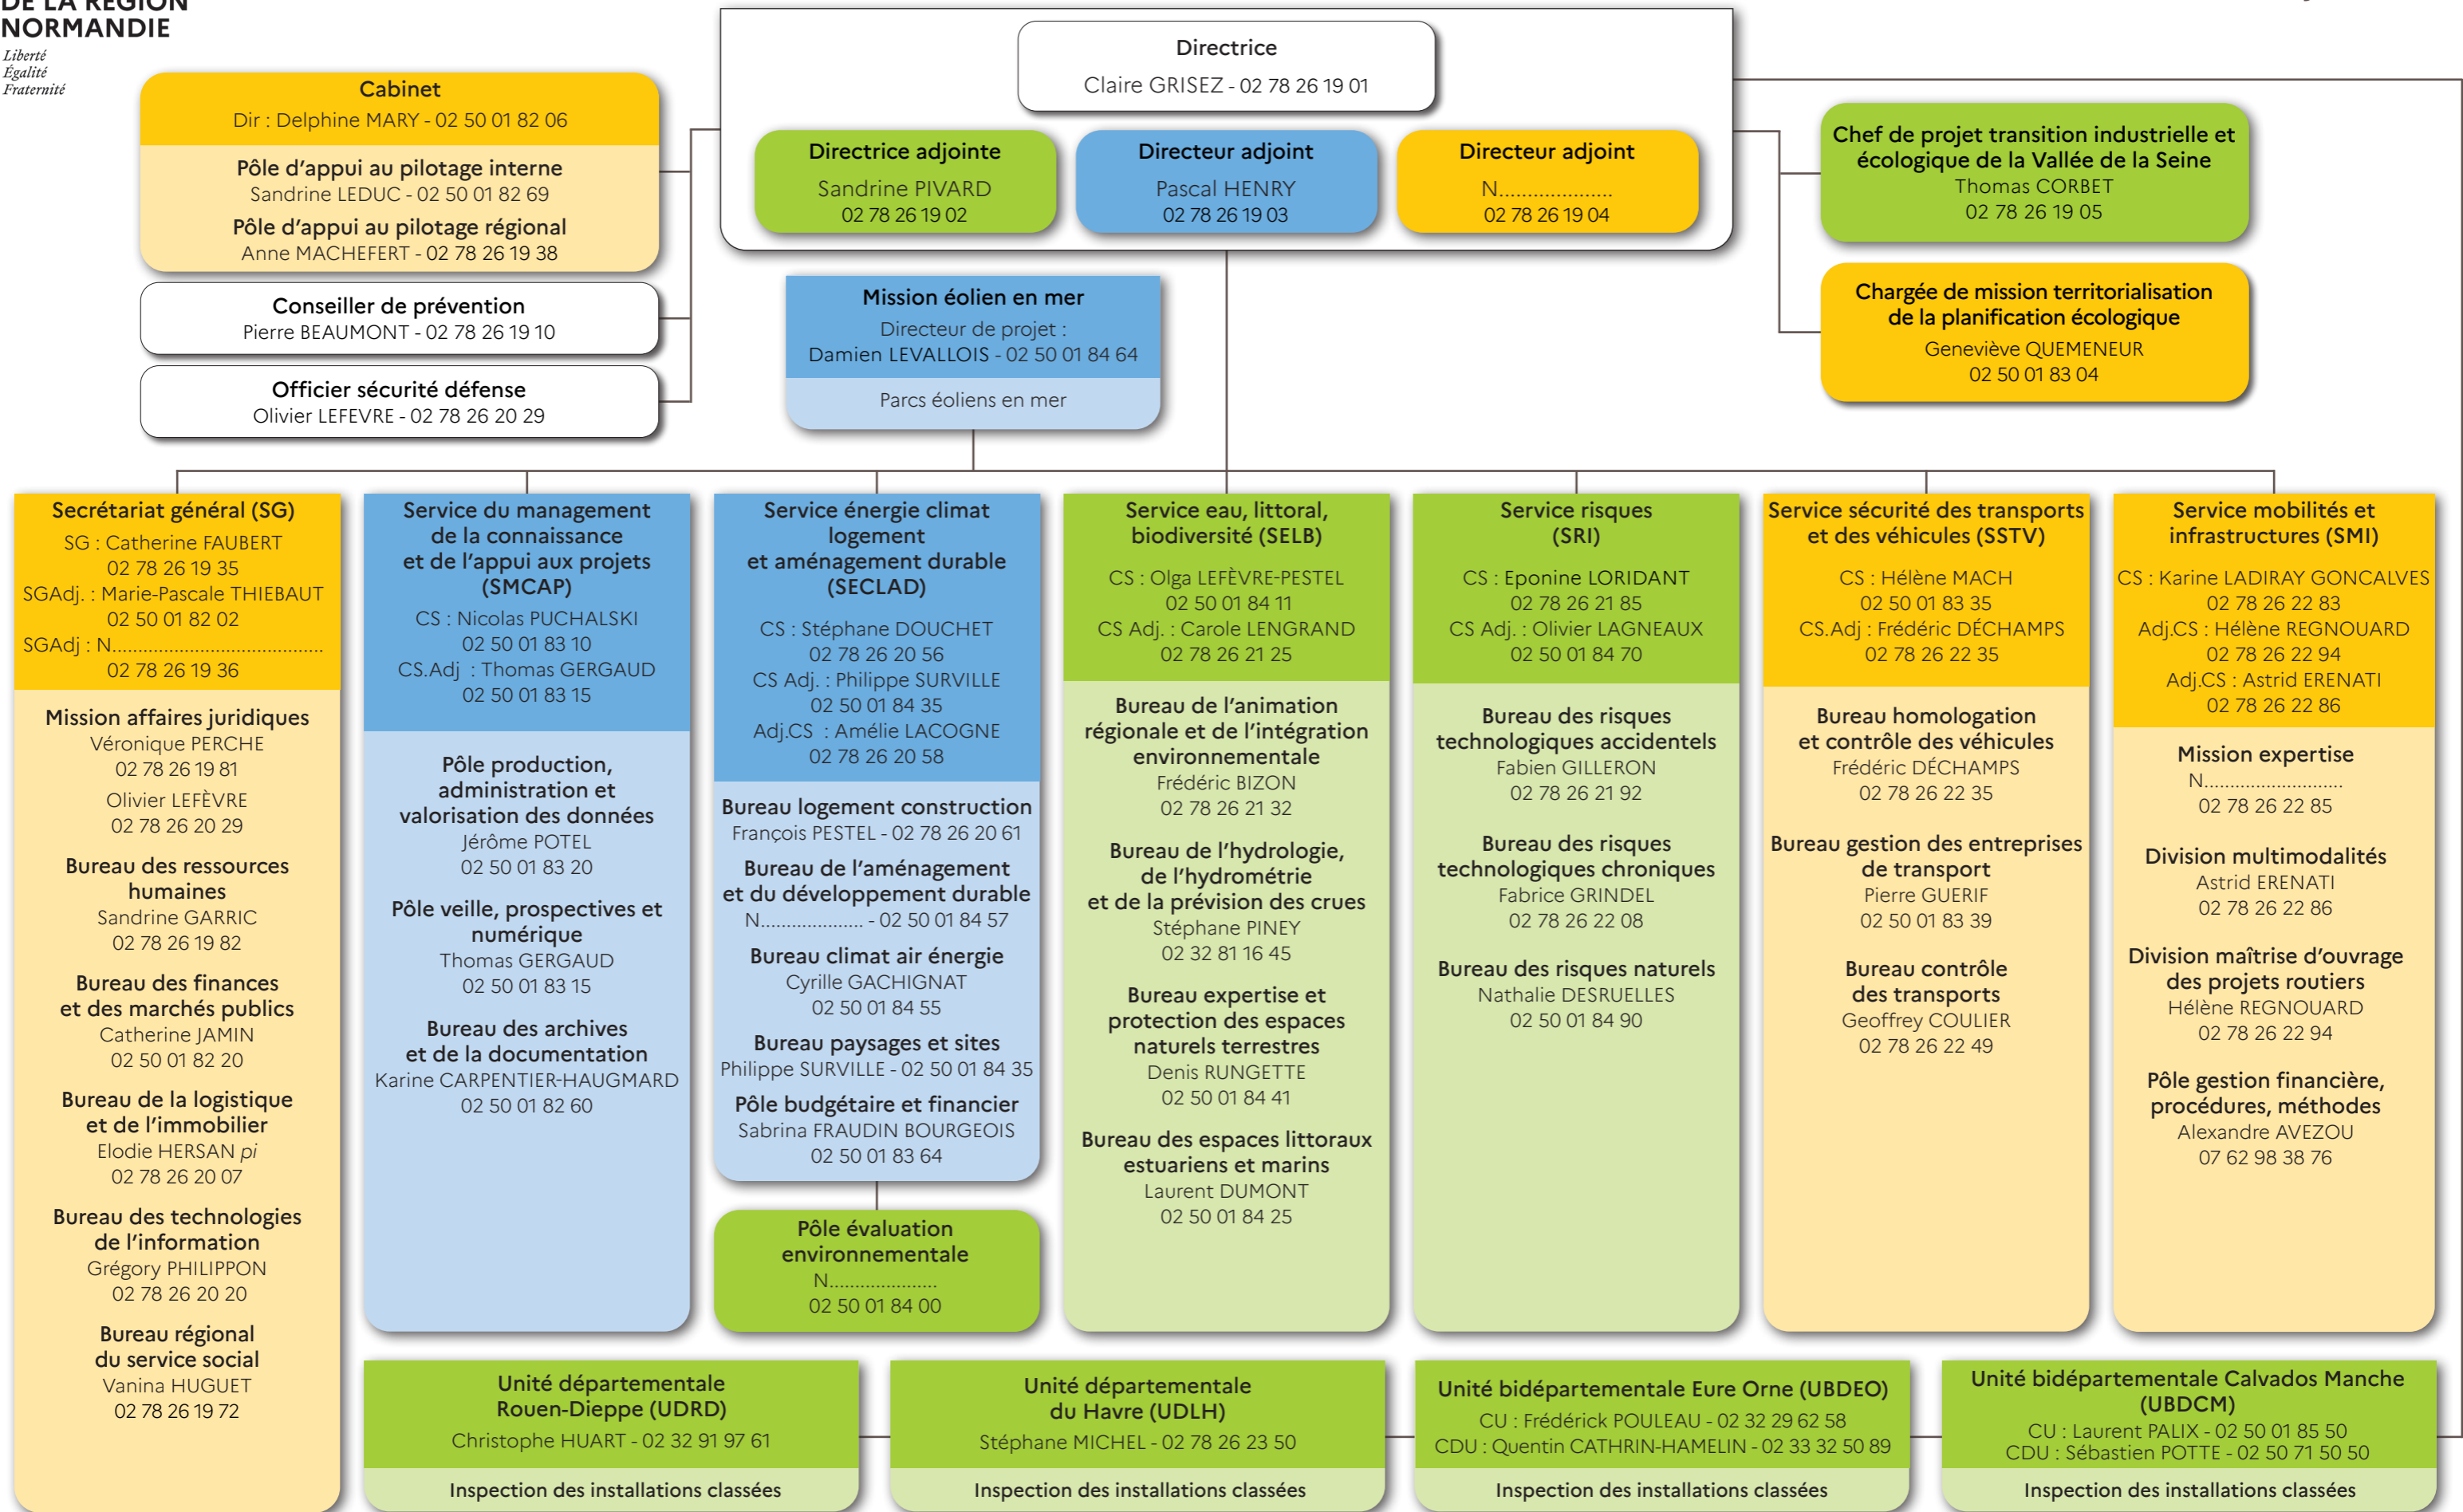 DE LA RÉGION
NORMANDIE
Liberté
Égalité
Fraternité
Directrice
Claire GRISEZ - 02 78 26 19 01
Directrice adjointe
Sandrine PIVARD
02 78 26 19 02
Directeur adjoint
Pascal HENRY
02 78 26 19 03
Directeur adjoint
N.....................
02 78 26 19 04
Cabinet
Dir : Delphine MARY - 02 50 01 82 06
Pôle d'appui au pilotage interne
Sandrine LEDUC - 02 50 01 82 69
Pôle d'appui au pilotage régional
Anne MACHEFERT - 02 78 26 19 38
Conseiller de prévention
Pierre BEAUMONT - 02 78 26 19 10
Officier sécurité défense
Olivier LEFEVRE - 02 78 26 20 29
Mission éolien en mer
Directeur de projet :
Damien LEVALLOIS - 02 50 01 84 64
Parcs éoliens en mer
Chef de projet transition industrielle et
écologique de la Vallée de la Seine
Thomas CORBET
02 78 26 19 05
Chargée de mission territorialisation
de la planification écologique
Geneviève QUEMENEUR
02 50 01 83 04
Secrétariat général (SG)
SG : Catherine FAUBERT
02 78 26 19 35
SGAdj. : Marie-Pascale THIEBAUT
02 50 01 82 02
SGAdj : N.......................................
02 78 26 19 36
Mission affaires juridiques
Véronique PERCHE
02 78 26 19 81
Olivier LEFÈVRE
02 78 26 20 29
Bureau des ressources
humaines
Sandrine GARRIC
02 78 26 19 82
Bureau des finances
et des marchés publics
Catherine JAMIN
02 50 01 82 20
Bureau de la logistique
et de l'immobilier
Elodie HERSAN pi
02 78 26 20 07
Bureau des technologies
de l'information
Grégory PHILIPPON
02 78 26 20 20
Bureau régional
du service social
Vanina HUGUET
02 78 26 19 72
Service du management
de la connaissance
et de l'appui aux projets
(SMCAP)
CS : Nicolas PUCHALSKI
02 50 01 83 10
CS.Adj : Thomas GERGAUD
02 50 01 83 15
Pôle production,
administration et
valorisation des données
Jérôme POTEL
02 50 01 83 20
Pôle veille, prospectives et
numérique
Thomas GERGAUD
02 50 01 83 15
Bureau des archives
et de la documentation
Karine CARPENTIER-HAUGMARD
02 50 01 82 60
Service énergie climat
logement
et aménagement durable
(SECLAD)
CS : Stéphane DOUCHET
02 78 26 20 56
CS Adj. : Philippe SURVILLE
02 50 01 84 35
Adj.CS : Amélie LACOGNE
02 78 26 20 58
Bureau logement construction
François PESTEL - 02 78 26 20 61
Bureau de l'aménagement
et du développement durable
N.................... - 02 50 01 84 57
Bureau climat air énergie
Cyrille GACHIGNAT
02 50 01 84 55
Bureau paysages et sites
Philippe SURVILLE - 02 50 01 84 35
Pôle budgétaire et financier
Sabrina FRAUDIN BOURGEOIS
02 50 01 83 64
Pôle évaluation
environnementale
N.....................
02 50 01 84 00
Service eau, littoral,
biodiversité (SELB)
CS : Olga LEFÈVRE-PESTEL
02 50 01 84 11
CS Adj. : Carole LENGRAND
02 78 26 21 25
Bureau de l'animation
régionale et de l'intégration
environnementale
Frédéric BIZON
02 78 26 21 32
Bureau de l'hydrologie,
de l'hydrométrie
et de la prévision des crues
Stéphane PINEY
02 32 81 16 45
Bureau expertise et
protection des espaces
naturels terrestres
Denis RUNGETTE
02 50 01 84 41
Bureau des espaces littoraux
estuariens et marins
Laurent DUMONT
02 50 01 84 25
Service risques
(SRI)
CS : Eponine LORIDANT
02 78 26 21 85
CS Adj. : Olivier LAGNEAUX
02 50 01 84 70
Bureau des risques
technologiques accidentels
Fabien GILLERON
02 78 26 21 92
Bureau des risques
technologiques chroniques
Fabrice GRINDEL
02 78 26 22 08
Bureau des risques naturels
Nathalie DESRUELLES
02 50 01 84 90
Service sécurité des transports
et des véhicules (SSTV)
CS : Hélène MACH
02 50 01 83 35
CS.Adj : Frédéric DÉCHAMPS
02 78 26 22 35
Bureau homologation
et contrôle des véhicules
Frédéric DÉCHAMPS
02 78 26 22 35
Bureau gestion des entreprises
de transport
Pierre GUERIF
02 50 01 83 39
Bureau contrôle
des transports
Geoffrey COULIER
02 78 26 22 49
Service mobilités et
infrastructures (SMI)
CS : Karine LADIRAY GONCALVES
02 78 26 22 83
Adj.CS : Hélène REGNOUARD
02 78 26 22 94
Adj.CS : Astrid ERENATI
02 78 26 22 86
Mission expertise
N..........................
02 78 26 22 85
Division multimodalités
Astrid ERENATI
02 78 26 22 86
Division maîtrise d'ouvrage
des projets routiers
Hélène REGNOUARD
02 78 26 22 94
Pôle gestion financière,
procédures, méthodes
Alexandre AVEZOU
07 62 98 38 76
Unité départementale
Rouen-Dieppe (UDRD)
Christophe HUART - 02 32 91 97 61
Inspection des installations classées
Unité départementale
du Havre (UDLH)
Stéphane MICHEL - 02 78 26 23 50
Inspection des installations classées
Unité bidépartementale Eure Orne (UBDEO)
CU : Frédérick POULEAU - 02 32 29 62 58
CDU : Quentin CATHRIN-HAMELIN - 02 33 32 50 89
Inspection des installations classées
Unité bidépartementale Calvados Manche
(UBDCM)
CU : Laurent PALIX - 02 50 01 85 50
CDU : Sébastien POTTE - 02 50 71 50 50
Inspection des installations classées